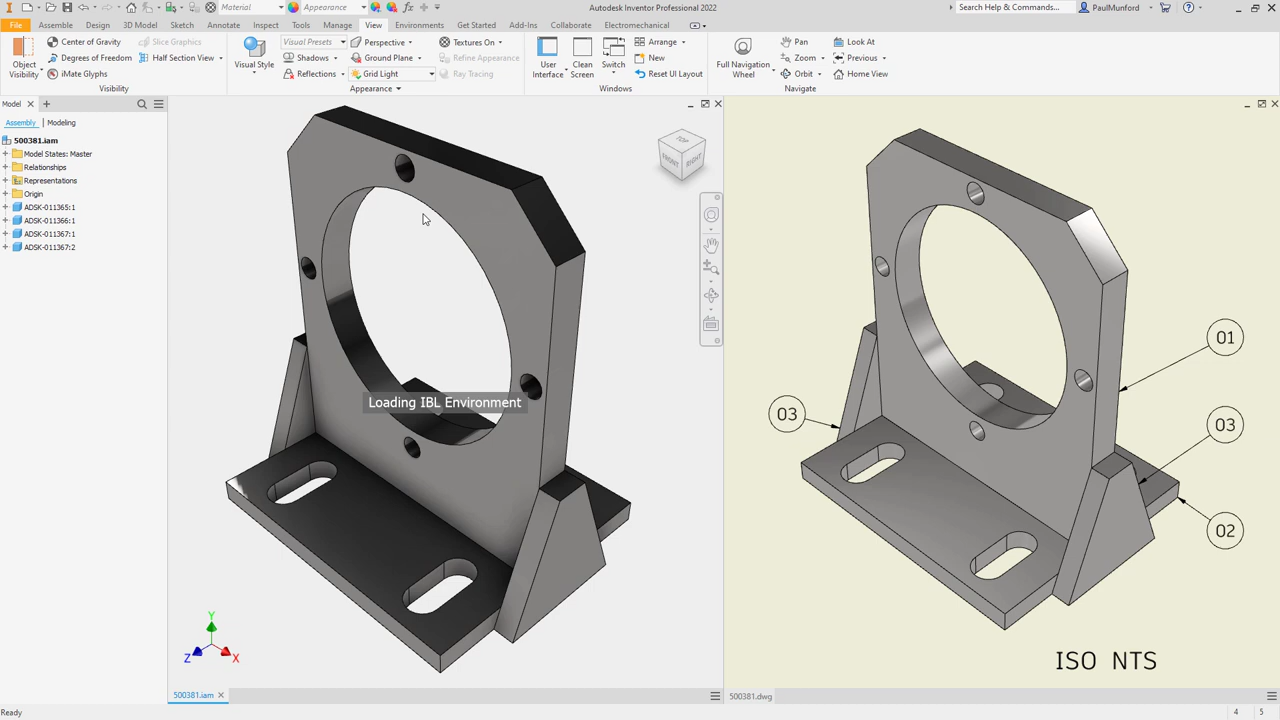 Material
Appearance
Autodesk Inventor Professional 2022
Search Help & Commands...
PaulMunford
File
Assemble
Design
3D Model
Sketch
Annotate
Inspect
Tools
Manage
View
Environments
Get Started
Add-Ins
Collaborate
Electromechanical
Object
Visibility
Center of Gravity
Degrees of Freedom
iMate Glyphs
Slice Graphics
Half Section View
Visibility
Visual Style
Visual Presets
Shadows
Reflections
Perspective
Ground Plane
Grid Light
Textures On
Refine Appearance
Ray Tracing
Appearance
User
Interface
Clean
Screen
Switch
Arrange
New
Reset UI Layout
Windows
Full Navigation
Wheel
Pan
Zoom
Orbit
Look At
Previous
Home View
Navigate
Model
Assembly
Modeling
500381.iam
Model States: Master
Relationships
Representations
Origin
ADSK-011365:1
ADSK-011366:1
ADSK-011367:1
ADSK-011367:2
TOP
FRONT
RIGHT
Loading IBL Environment
Y
Z
X
01
03
03
02
ISO NTS
500381.iam
500381.dwg
Ready
4
5